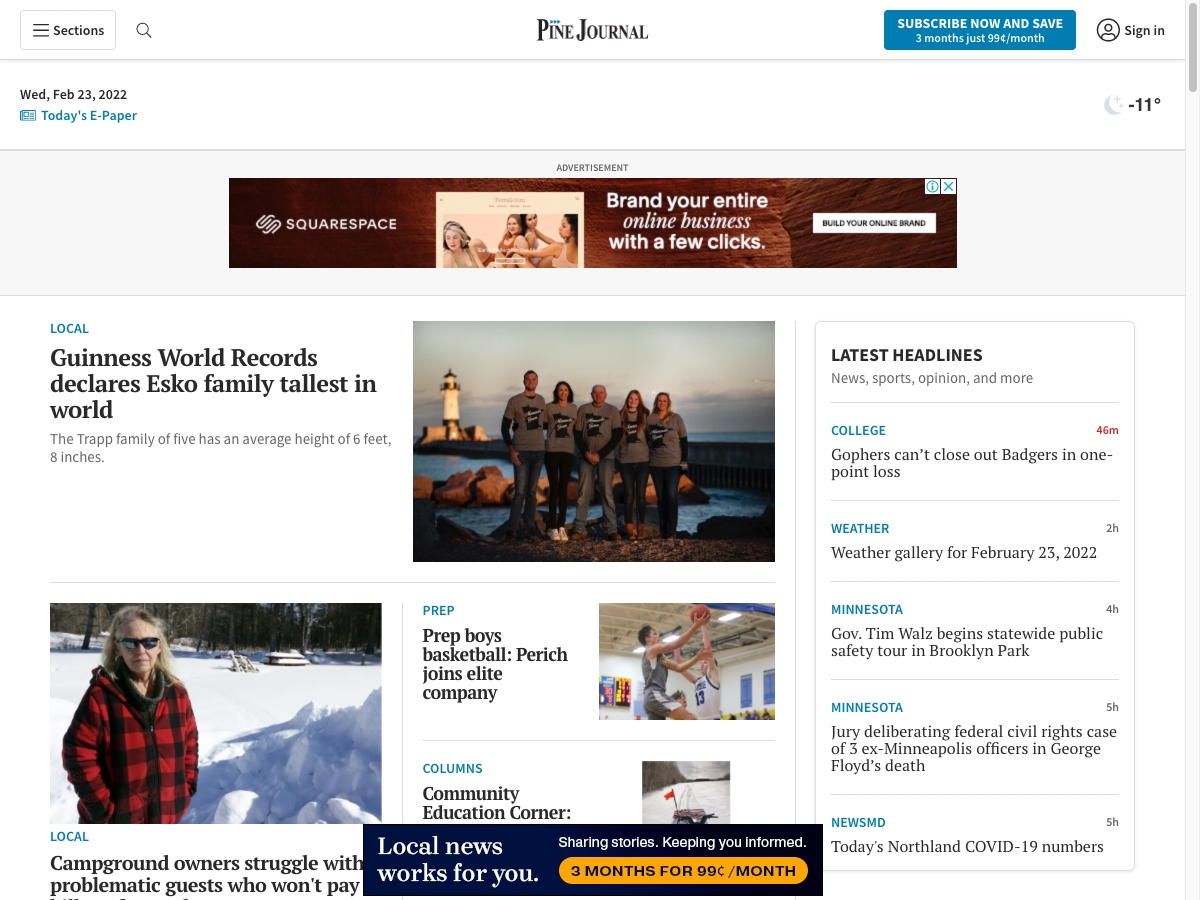 Sections
PINE JOURNAL
SUBSCRIBE NOW AND SAVE
3 months just 99¢/month
Sign in
Wed, Feb 23, 2022
Today's E-Paper
-11°
ADVERTISEMENT
SQUARESPACE
Brand your entire
online business
with a few clicks.
BUILD YOUR ONLINE BRAND
LOCAL
Guinness World Records
declares Esko family tallest in
world
The Trapp family of five has an average height of 6 feet,
8 inches.
LOCAL
Campground owners struggle with
problematic guests who won't pay
PREP
Prep boys
basketball: Perich
joins elite
company
COLUMNS
Community
Education Corner:
LATEST HEADLINES
News, sports, opinion, and more
COLLEGE
46m
Gophers can’t close out Badgers in one-
point loss
WEATHER
2h
Weather gallery for February 23, 2022
MINNESOTA
4h
Gov. Tim Walz begins statewide public
safety tour in Brooklyn Park
MINNESOTA
5h
Jury deliberating federal civil rights case
of 3 ex-Minneapolis officers in George
Floyd’s death
NEWSMD
5h
Today's Northland COVID-19 numbers
Local news
works for you.
Sharing stories. Keeping you informed.
3 MONTHS FOR 99¢ /MONTH